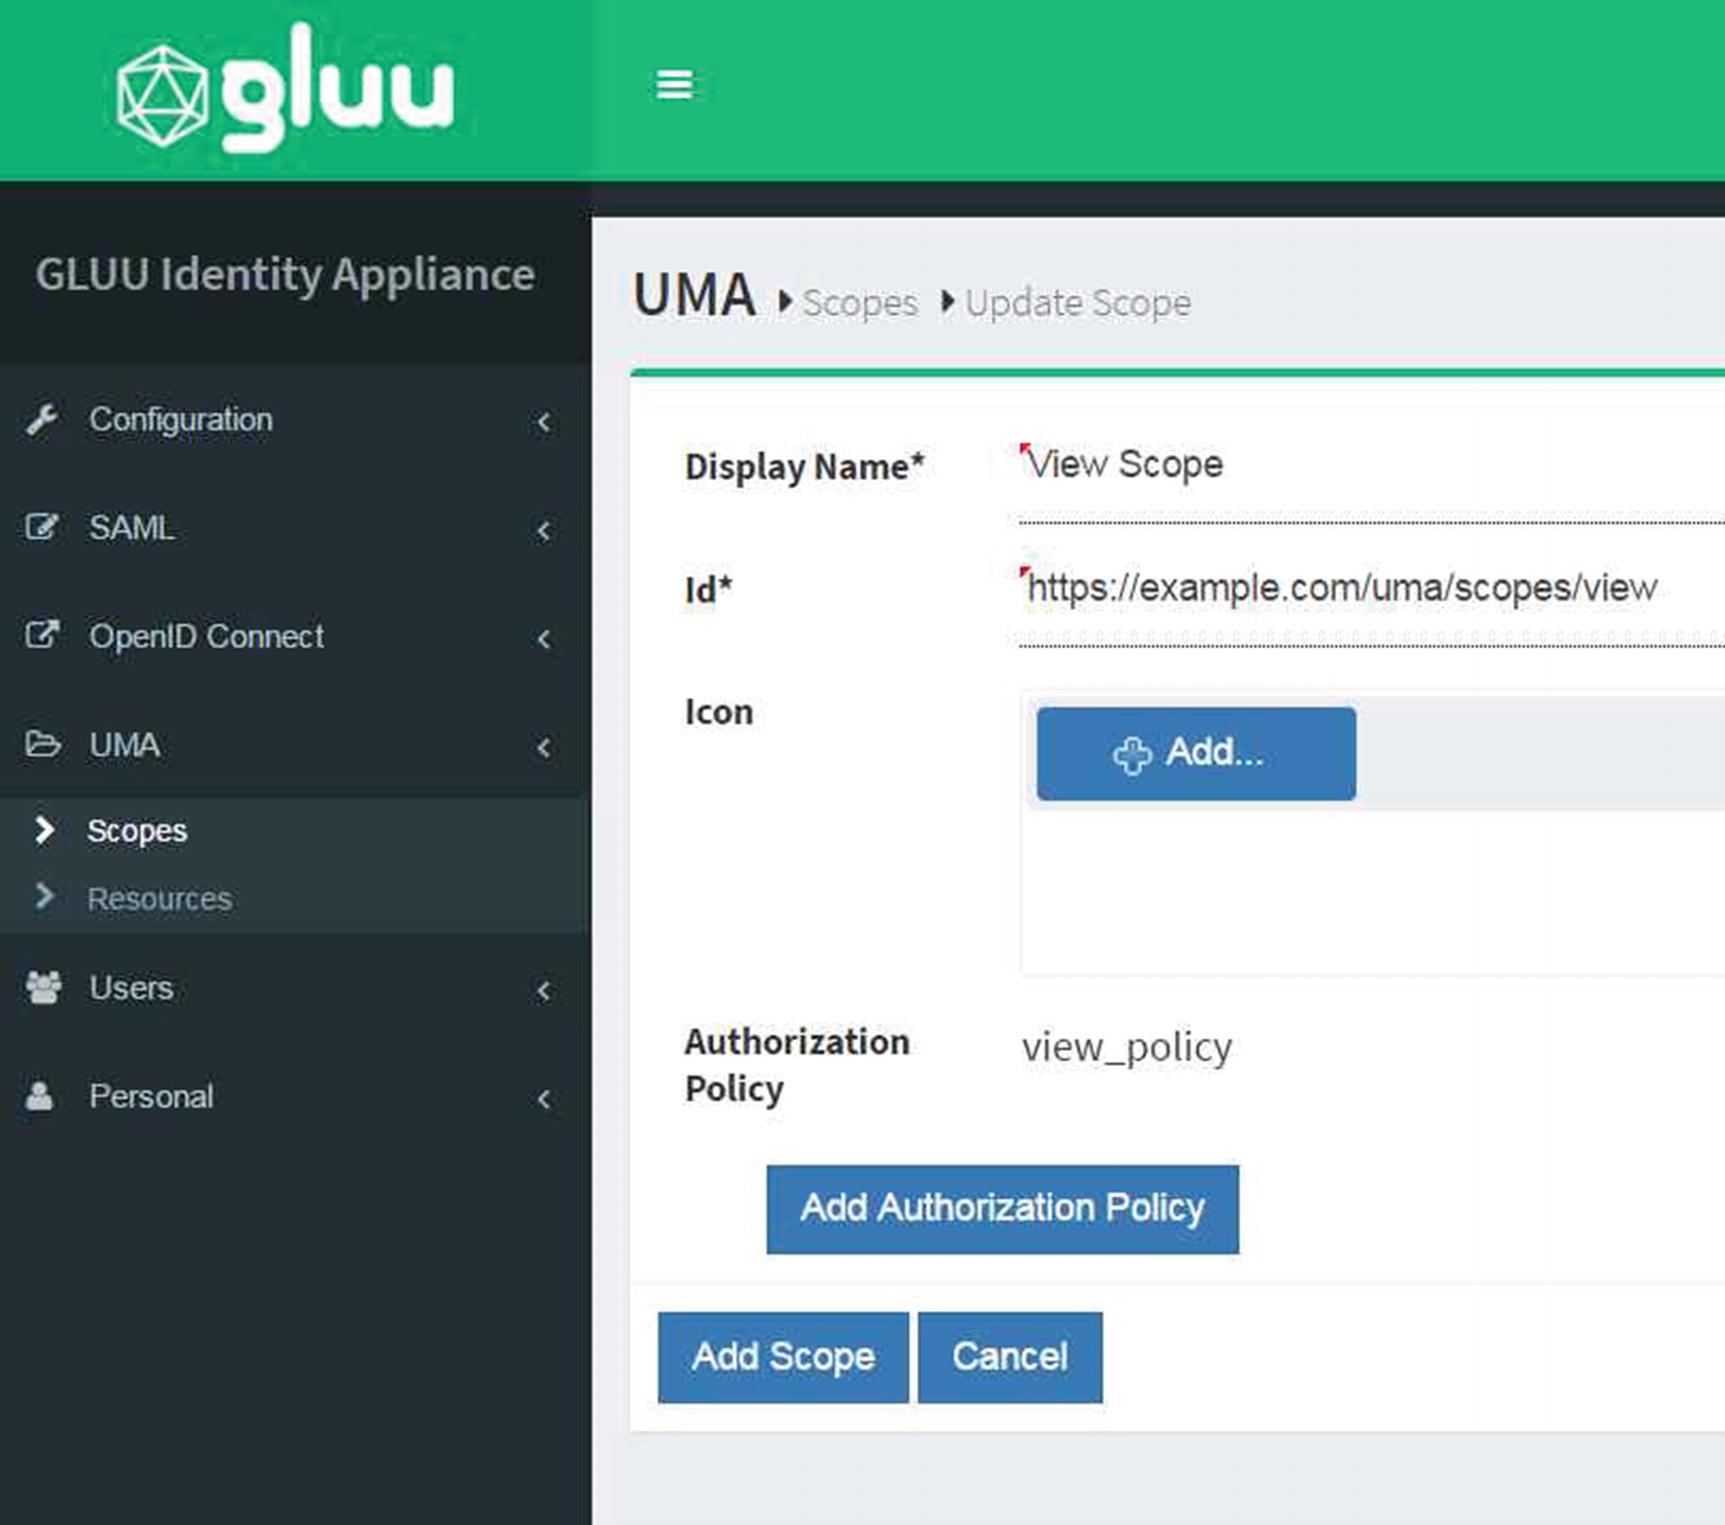 gluu
GLUU Identity Appliance
Configuration
SAML
OpenID Connect
UMA
Scopes
Resources
Users
Personal
UMA Scopes Update Scope
Display Name* View Scope
Id* https://example.com/uma/scopes/view
Icon Add...
Authorization view_policy
Policy
Add Authorization Policy
Add Scope Cancel